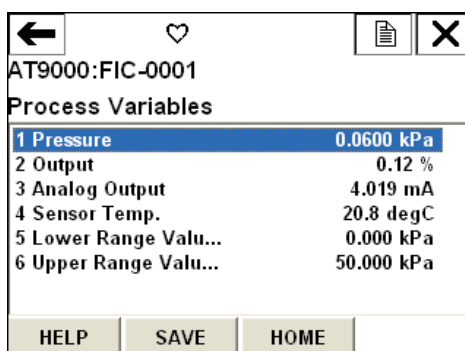 AT9000:FIC-0001
Process Variables
1 Pressure 0.0600 kPa
2 Output 0.12 %
3 Analog Output 4.019 mA
4 Sensor Temp. 20.8 degC
5 Lower Range Valu... 0.000 kPa
6 Upper Range Valu... 50.000 kPa
HELP SAVE HOME